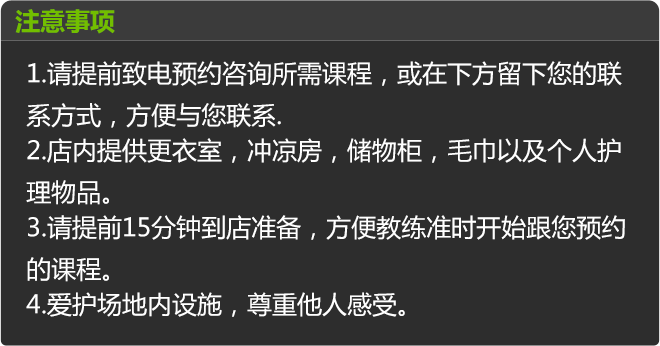 注意事项
1.请提前致电预约咨询所需课程，或在下方留下您的联
系方式，方便与您联系.
2.店内提供更衣室，冲凉房，储物柜，毛巾以及个人护
理物品。
3.请提前15分钟到店准备，方便教练准时开始跟您预约
的课程。
4.爱护场地内设施，尊重他人感受。